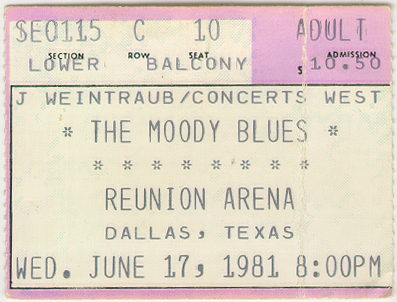 SE0115 C 10 ADULT
SECTION ROW SEAT ADMISSION
LOWER BALCONY $10.50
J WEINTRAUB/CONCERTS WEST
* THE MOODY BLUES *
* * * * * * * *
REUNION ARENA
DALLAS, TEXAS
WED. JUNE 17, 1981 8:00PM